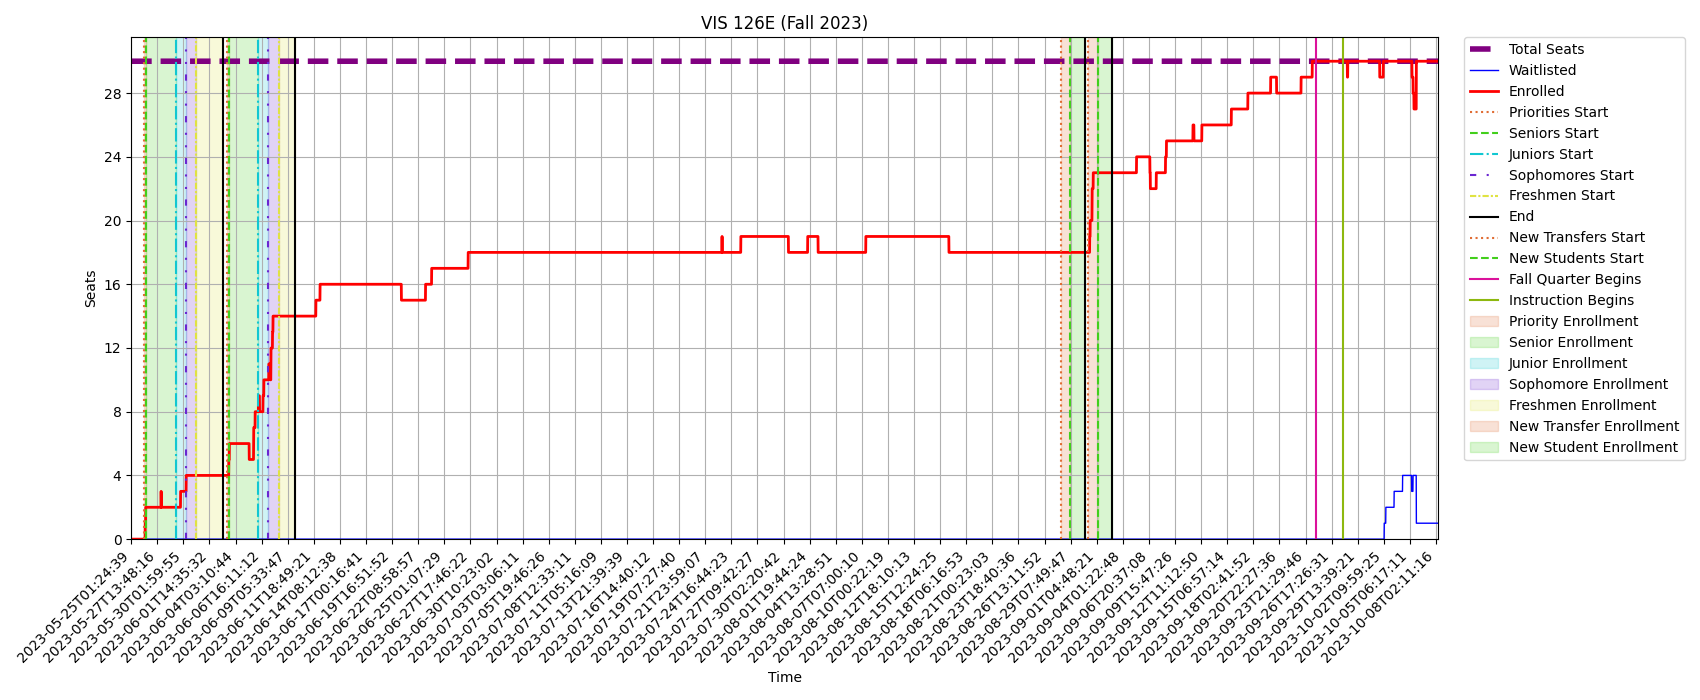 VIS 126E (Fall 2023)
Seats
28
24
20
16
12
8
4
0
2023-05-25T01:24:39
2023-05-27T13:48:16
2023-05-30T01:59:55
2023-06-01T14:35:32
2023-06-04T03:10:44
2023-06-06T16:11:12
2023-06-09T05:33:47
2023-06-11T18:49:21
2023-06-14T08:12:38
2023-06-17T00:16:41
2023-06-19T16:51:52
2023-06-22T08:58:57
2023-06-25T01:07:29
2023-06-27T17:46:22
2023-06-30T10:23:02
2023-07-03T03:06:11
2023-07-05T19:46:26
2023-07-08T12:33:11
2023-07-11T05:16:09
2023-07-13T21:39:39
2023-07-16T14:40:12
2023-07-19T07:27:40
2023-07-21T23:59:07
2023-07-24T16:44:23
2023-07-27T09:42:27
2023-07-30T02:20:42
2023-08-01T19:44:24
2023-08-04T13:28:51
2023-08-07T07:00:10
2023-08-10T00:22:19
2023-08-12T18:10:13
2023-08-15T12:24:25
2023-08-18T06:16:53
2023-08-21T00:23:03
2023-08-23T18:40:36
2023-08-26T13:11:52
2023-08-29T07:49:47
2023-09-01T04:48:21
2023-09-04T01:22:48
2023-09-06T20:37:08
2023-09-09T15:47:26
2023-09-12T11:12:50
2023-09-15T06:57:14
2023-09-18T02:41:52
2023-09-20T22:27:36
2023-09-23T21:29:46
2023-09-26T17:26:31
2023-09-29T13:39:21
2023-10-02T09:59:25
2023-10-05T06:17:11
2023-10-08T02:11:16
Time
Total Seats
Waitlisted
Enrolled
Priorities Start
Seniors Start
Juniors Start
Sophomores Start
Freshmen Start
End
New Transfers Start
New Students Start
Fall Quarter Begins
Instruction Begins
Priority Enrollment
Senior Enrollment
Junior Enrollment
Sophomore Enrollment
Freshmen Enrollment
New Transfer Enrollment
New Student Enrollment